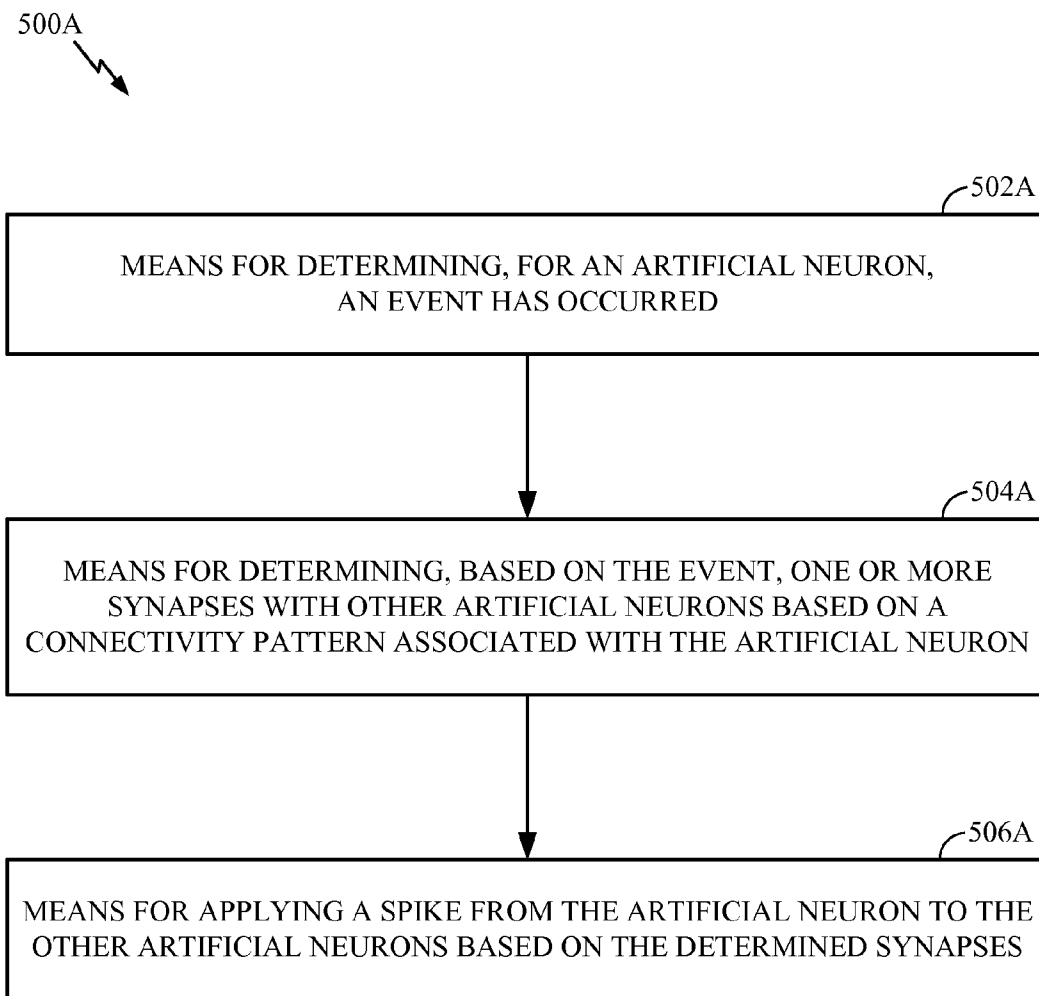 500A
502A
MEANS FOR DETERMINING, FOR AN ARTIFICIAL NEURON,
AN EVENT HAS OCCURRED
504A
MEANS FOR DETERMINING, BASED ON THE EVENT, ONE OR MORE
SYNAPSES WITH OTHER ARTIFICIAL NEURONS BASED ON A
CONNECTIVITY PATTERN ASSOCIATED WITH THE ARTIFICIAL NEURON
506A
MEANS FOR APPLYING A SPIKE FROM THE ARTIFICIAL NEURON TO THE
OTHER ARTIFICIAL NEURONS BASED ON THE DETERMINED SYNAPSES